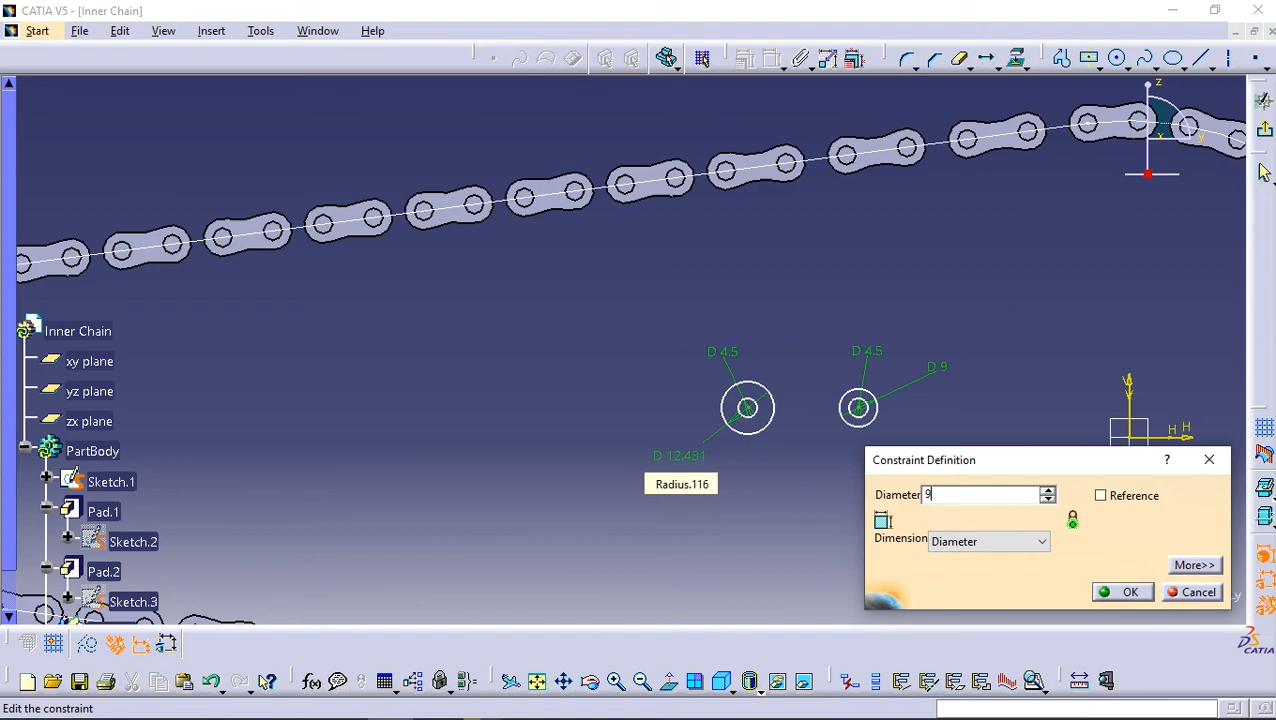 CATIA V5 - [Inner Chain]
Start File Edit View Insert Tools Window Help
z
x
y
Inner Chain
xy plane
yz plane
zx plane
PartBody
Sketch.1
Pad.1
Sketch.2
Pad.2
Sketch.3
D 4.5
D 4.5
D 9
D 12.431
Radius.116
V
H H
Constraint Definition
? 
Diameter 9
Reference
Dimension Diameter
More>>
OK
Cancel
y
f(x)
DS
CATIA
Edit the constraint